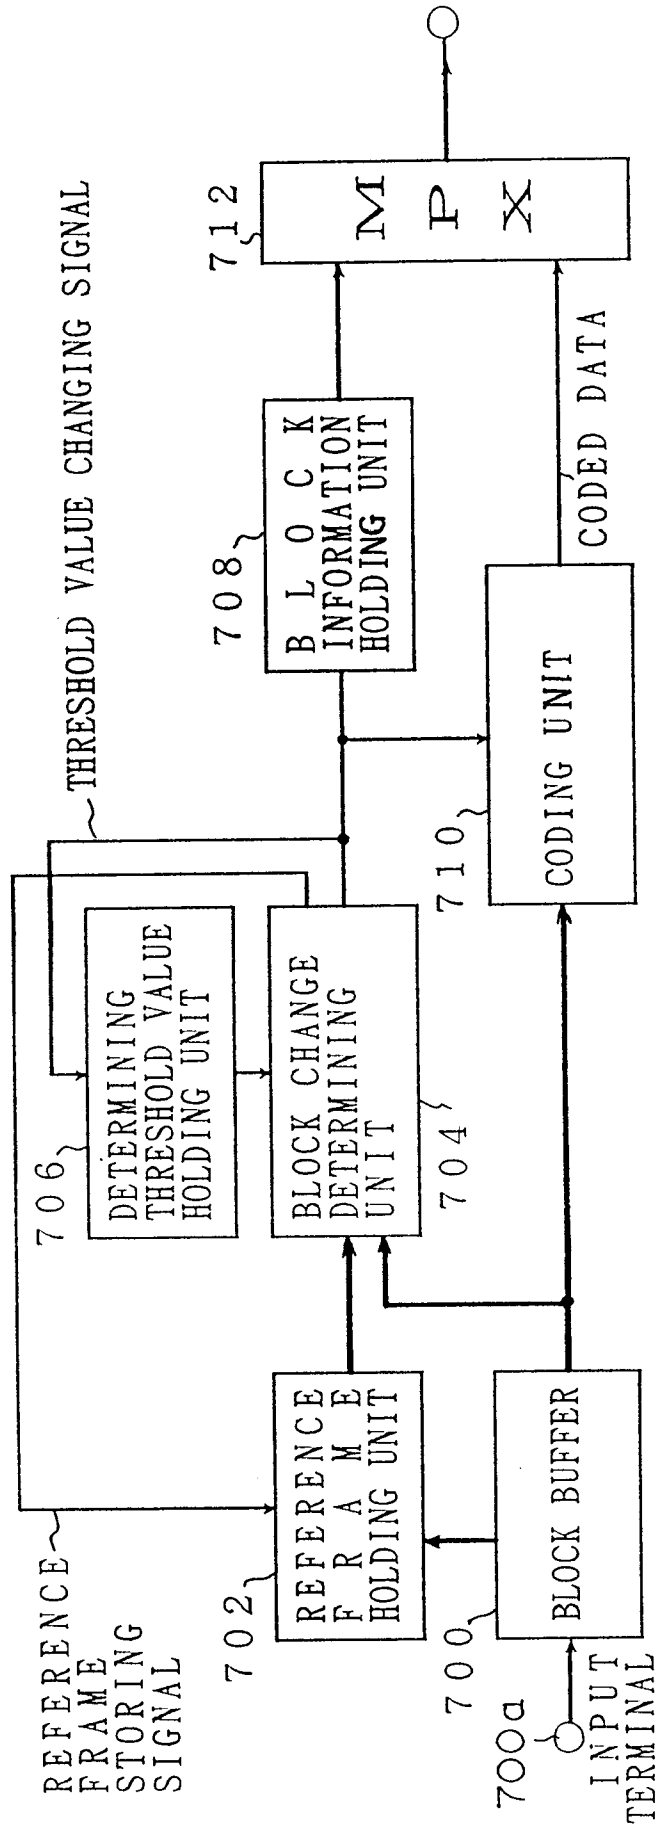 REFERENCE
FRAME
STORING
SIGNAL
THRESHOLD VALUE CHANGING SIGNAL
706
DETERMINING
THRESHOLD VALUE
HOLDING UNIT
702
REFERENCE
FRAME
HOLDING UNIT
BLOCK CHANGE
DETERMINING
UNIT
704
708
BLOCK
INFORMATION
HOLDING UNIT
712
MPX
700a
INPUT
TERMINAL
700
BLOCK BUFFER
710
CODING UNIT
CODED DATA